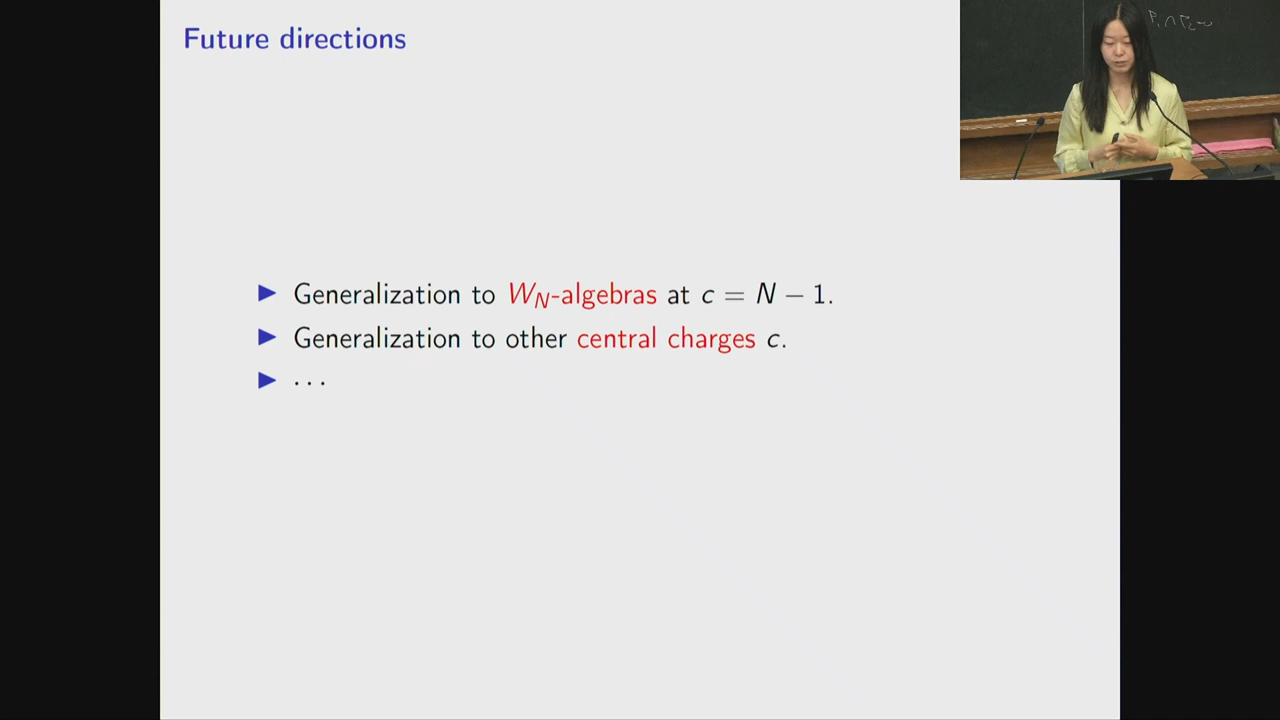 Future directions
▶ Generalization to W_N-algebras at c = N − 1.
▶ Generalization to other central charges c.
▶ ...